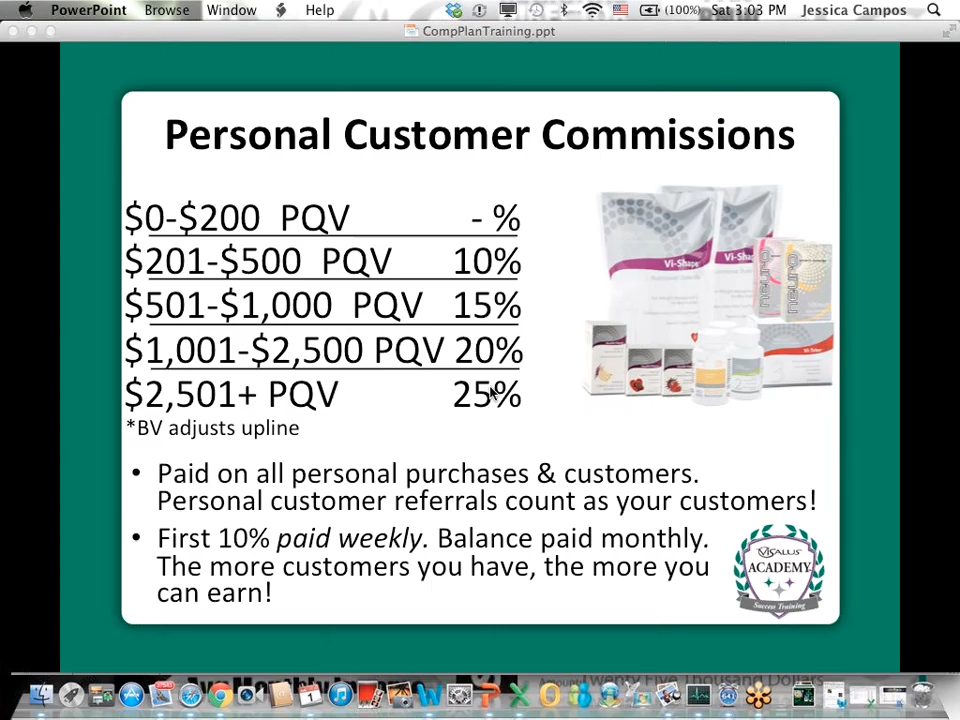 PowerPoint Browse Window Help (100%) Sat 3:03 PM Jessica Campos
CompPlanTraining.ppt
Personal Customer Commissions
$0-$200 PQV - %
$201-$500 PQV 10%
$501-$1,000 PQV 15%
$1,001-$2,500 PQV 20%
$2,501+ PQV 25%
*BV adjusts upline
Vi-Shape
Vi-Shap
neuro
neuro
• Paid on all personal purchases & customers.
Personal customer referrals count as your customers!
• First 10% paid weekly. Balance paid monthly.
The more customers you have, the more you
can earn!
ViSALUS
ACADEMY
Success Training